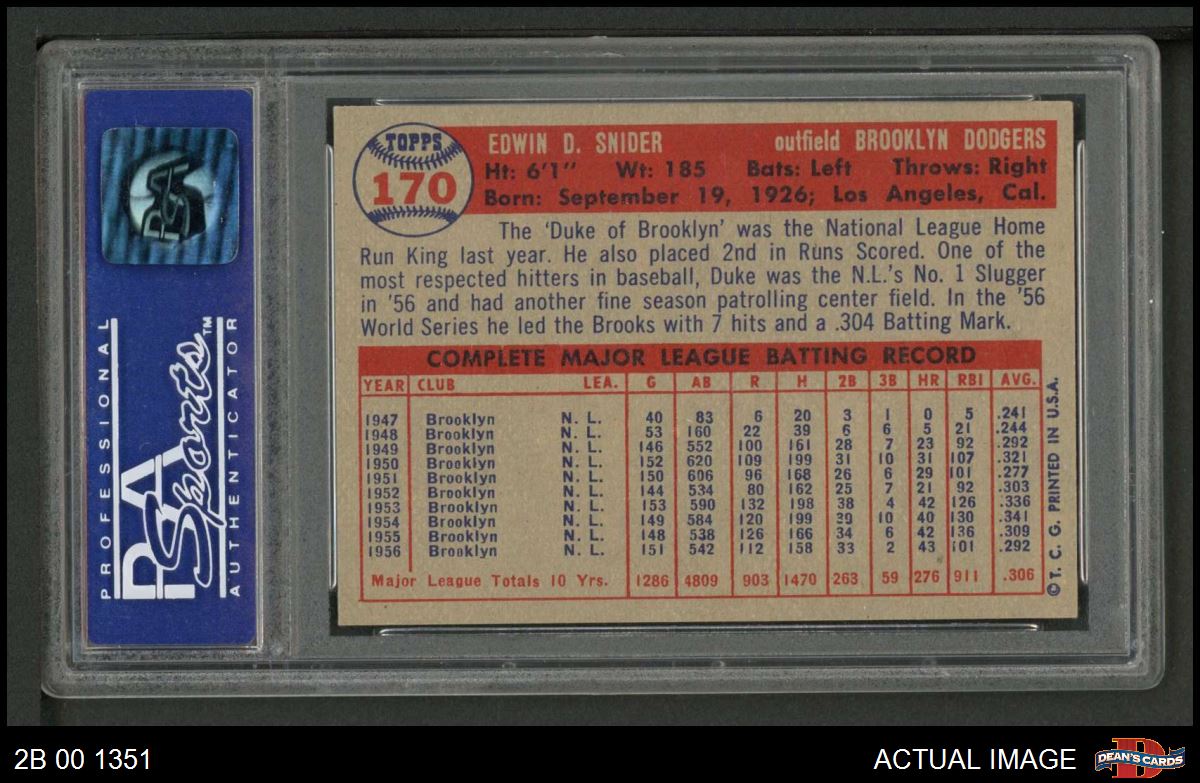 TOPPS
170
EDWIN D. SNIDER outfield BROOKLYN DODGERS
Ht: 6'1" Wt: 185 Bats: Left Throws: Right
Born: September 19, 1926; Los Angeles, Cal.
The 'Duke of Brooklyn' was the National League Home
Run King last year. He also placed 2nd in Runs Scored. One of the
most respected hitters in baseball, Duke was the N.L.'s No. 1 Slugger
in '56 and had another fine season patrolling center field. In the '56
World Series he led the Brooks with 7 hits and a .304 Batting Mark.
COMPLETE MAJOR LEAGUE BATTING RECORD
YEAR CLUB LEA. G AB R H 2B 3B HR RBI AVG.
1947 Brooklyn N. L. 40 83 6 20 3 1 0 5 .241
1948 Brooklyn N. L. 53 160 22 39 6 6 5 21 .244
1949 Brooklyn N. L. 146 552 100 161 28 7 23 92 .292
1950 Brooklyn N. L. 152 620 109 199 31 10 31 107 .321
1951 Brooklyn N. L. 150 606 96 168 26 6 29 101 .277
1952 Brooklyn N. L. 144 534 80 162 25 7 21 92 .303
1953 Brooklyn N. L. 153 590 132 198 38 4 42 126 .336
1954 Brooklyn N. L. 149 584 120 199 39 10 40 130 .341
1955 Brooklyn N. L. 148 538 126 166 34 6 42 136 .309
1956 Brooklyn N. L. 151 542 112 158 33 2 43 101 .292
Major League Totals 10 Yrs. 1286 4809 903 1470 263 59 276 911 .306
© T. C. G. PRINTED IN U.S.A.
PSA
PROFESSIONAL
PSA
Sports™
AUTHENTICATOR
2B 00 1351
ACTUAL IMAGE
D
DEAN'S CARDS